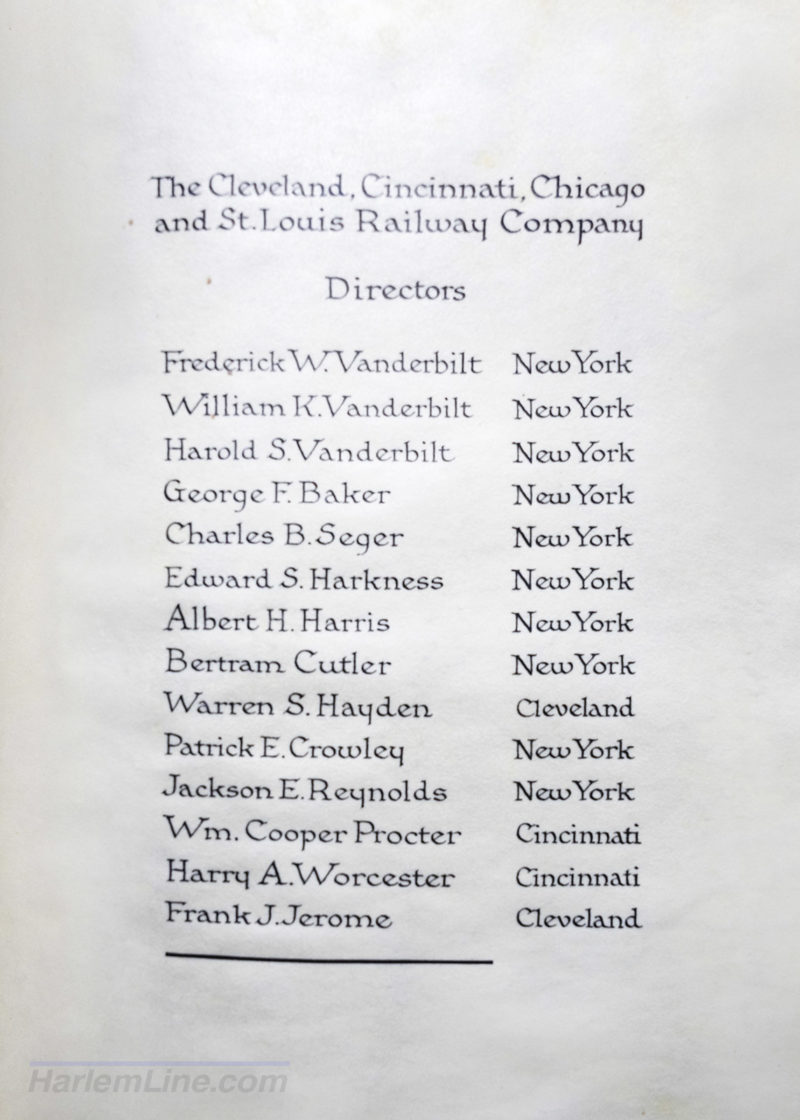 The Cleveland, Cincinnati, Chicago
and St. Louis Railway Company
Directors
Frederick W. Vanderbilt New York
William K. Vanderbilt New York
Harold S. Vanderbilt New York
George F. Baker New York
Charles B. Seger New York
Edward S. Harkness New York
Albert H. Harris New York
Bertram Cutler New York
Warren S. Hayden Cleveland
Patrick E. Crowley New York
Jackson E. Reynolds New York
Wm. Cooper Procter Cincinnati
Harry A. Worcester Cincinnati
Frank J. Jerome Cleveland
HarlemLine.com